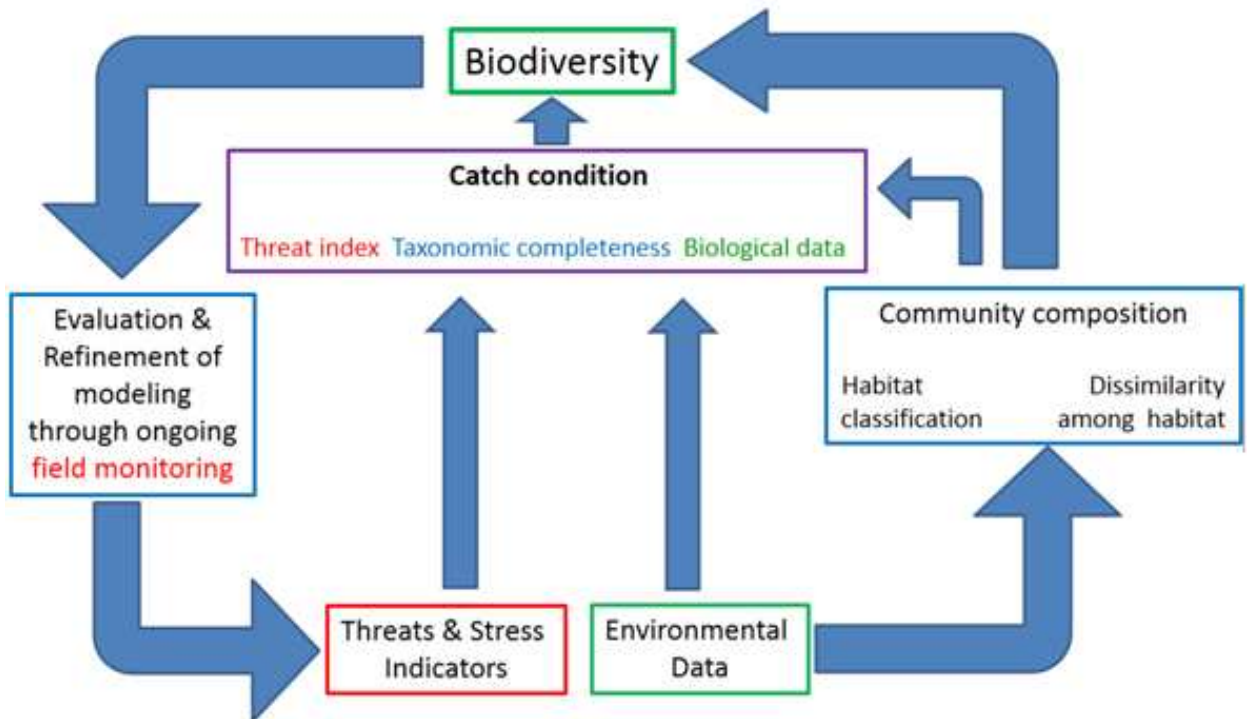 Biodiversity
Catch condition
Threat index Taxonomic completeness Biological data
Evaluation &
Refinement of
modeling
through ongoing
field monitoring
Community composition
Habitat
classification
Dissimilarity
among habitat
Threats & Stress
Indicators
Environmental
Data